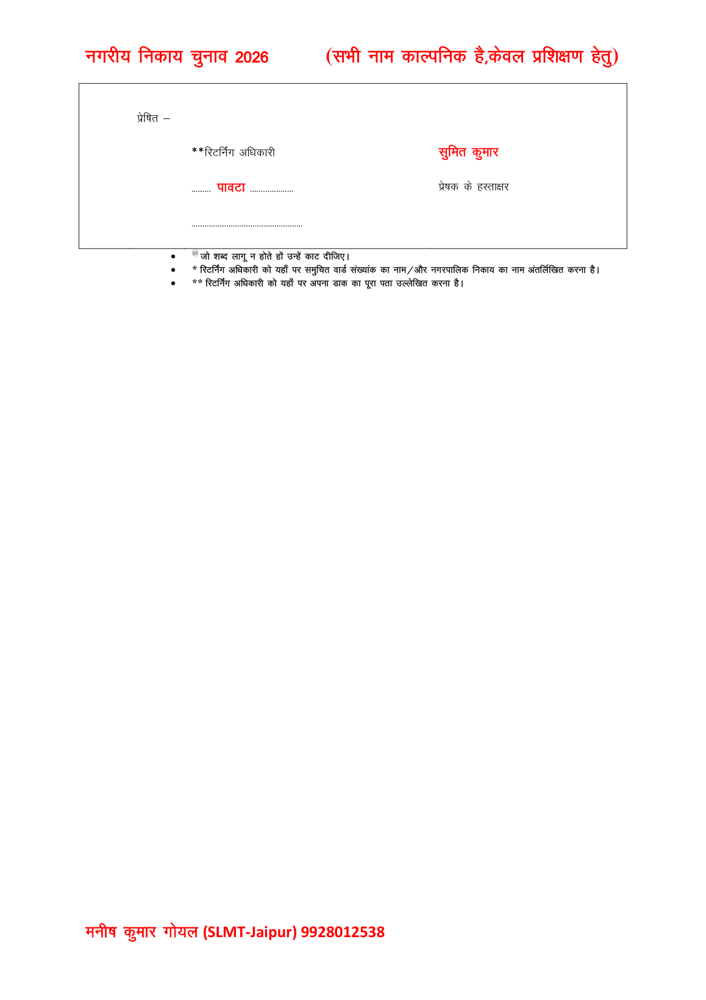 नगरीय निकाय चुनाव 2026 (सभी नाम काल्पनिक है,केवल प्रशिक्षण हेतु)
प्रेषित –
**रिटर्निंग अधिकारी सुमित कुमार
......... पावटा .................... प्रेषक के हस्ताक्षर
...................................................
• @ जो शब्द लागू न होते हों उन्हें काट दीजिए।
• * रिटर्निंग अधिकारी को यहाँ पर समुचित वार्ड संख्यांक का नाम/और नगरपालिक निकाय का नाम अंतर्लिखित करना है।
• ** रिटर्निंग अधिकारी को यहाँ पर अपना डाक का पूरा पता उल्लेखित करना है।
मनीष कुमार गोयल (SLMT-Jaipur) 9928012538